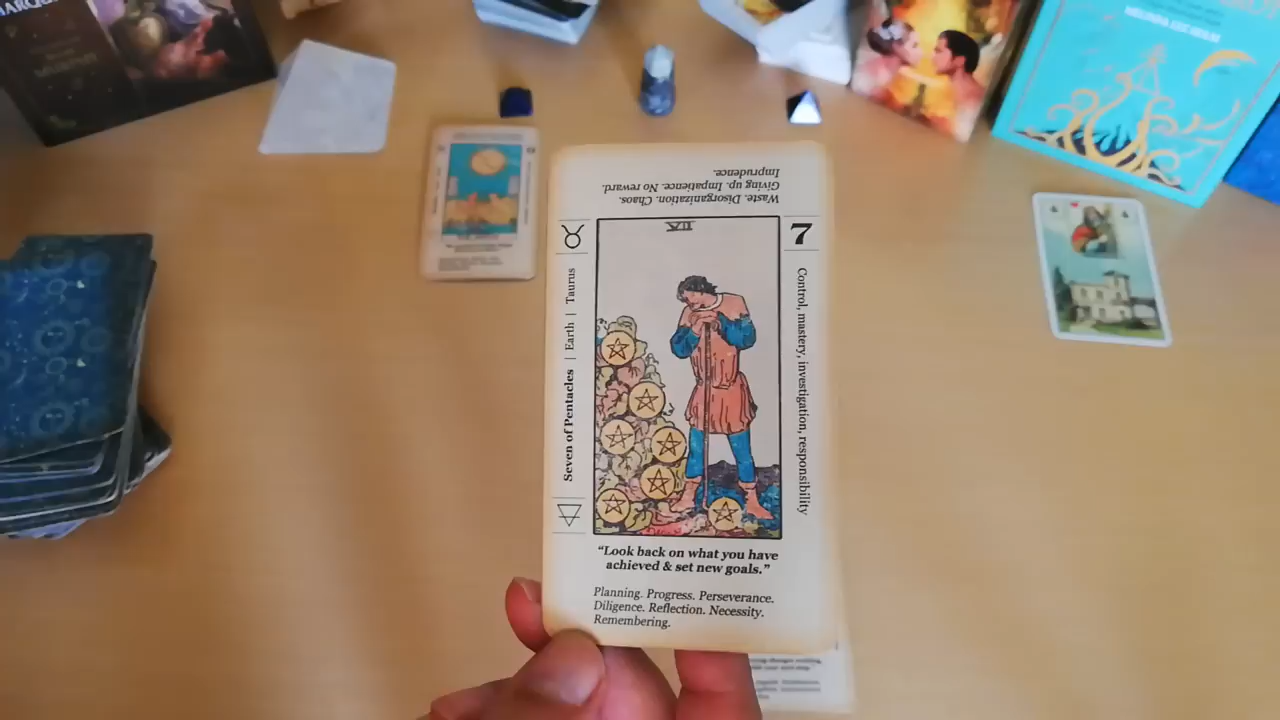 Waste. Disorganization. Chaos.
Giving up. Impatience. No reward.
Imprudence.
VII
7
Seven of Pentacles | Earth | Taurus
Control, mastery, investigation, responsibility
“Look back on what you have
achieved & set new goals.”
Planning. Progress. Perseverance.
Diligence. Reflection. Necessity.
Remembering.